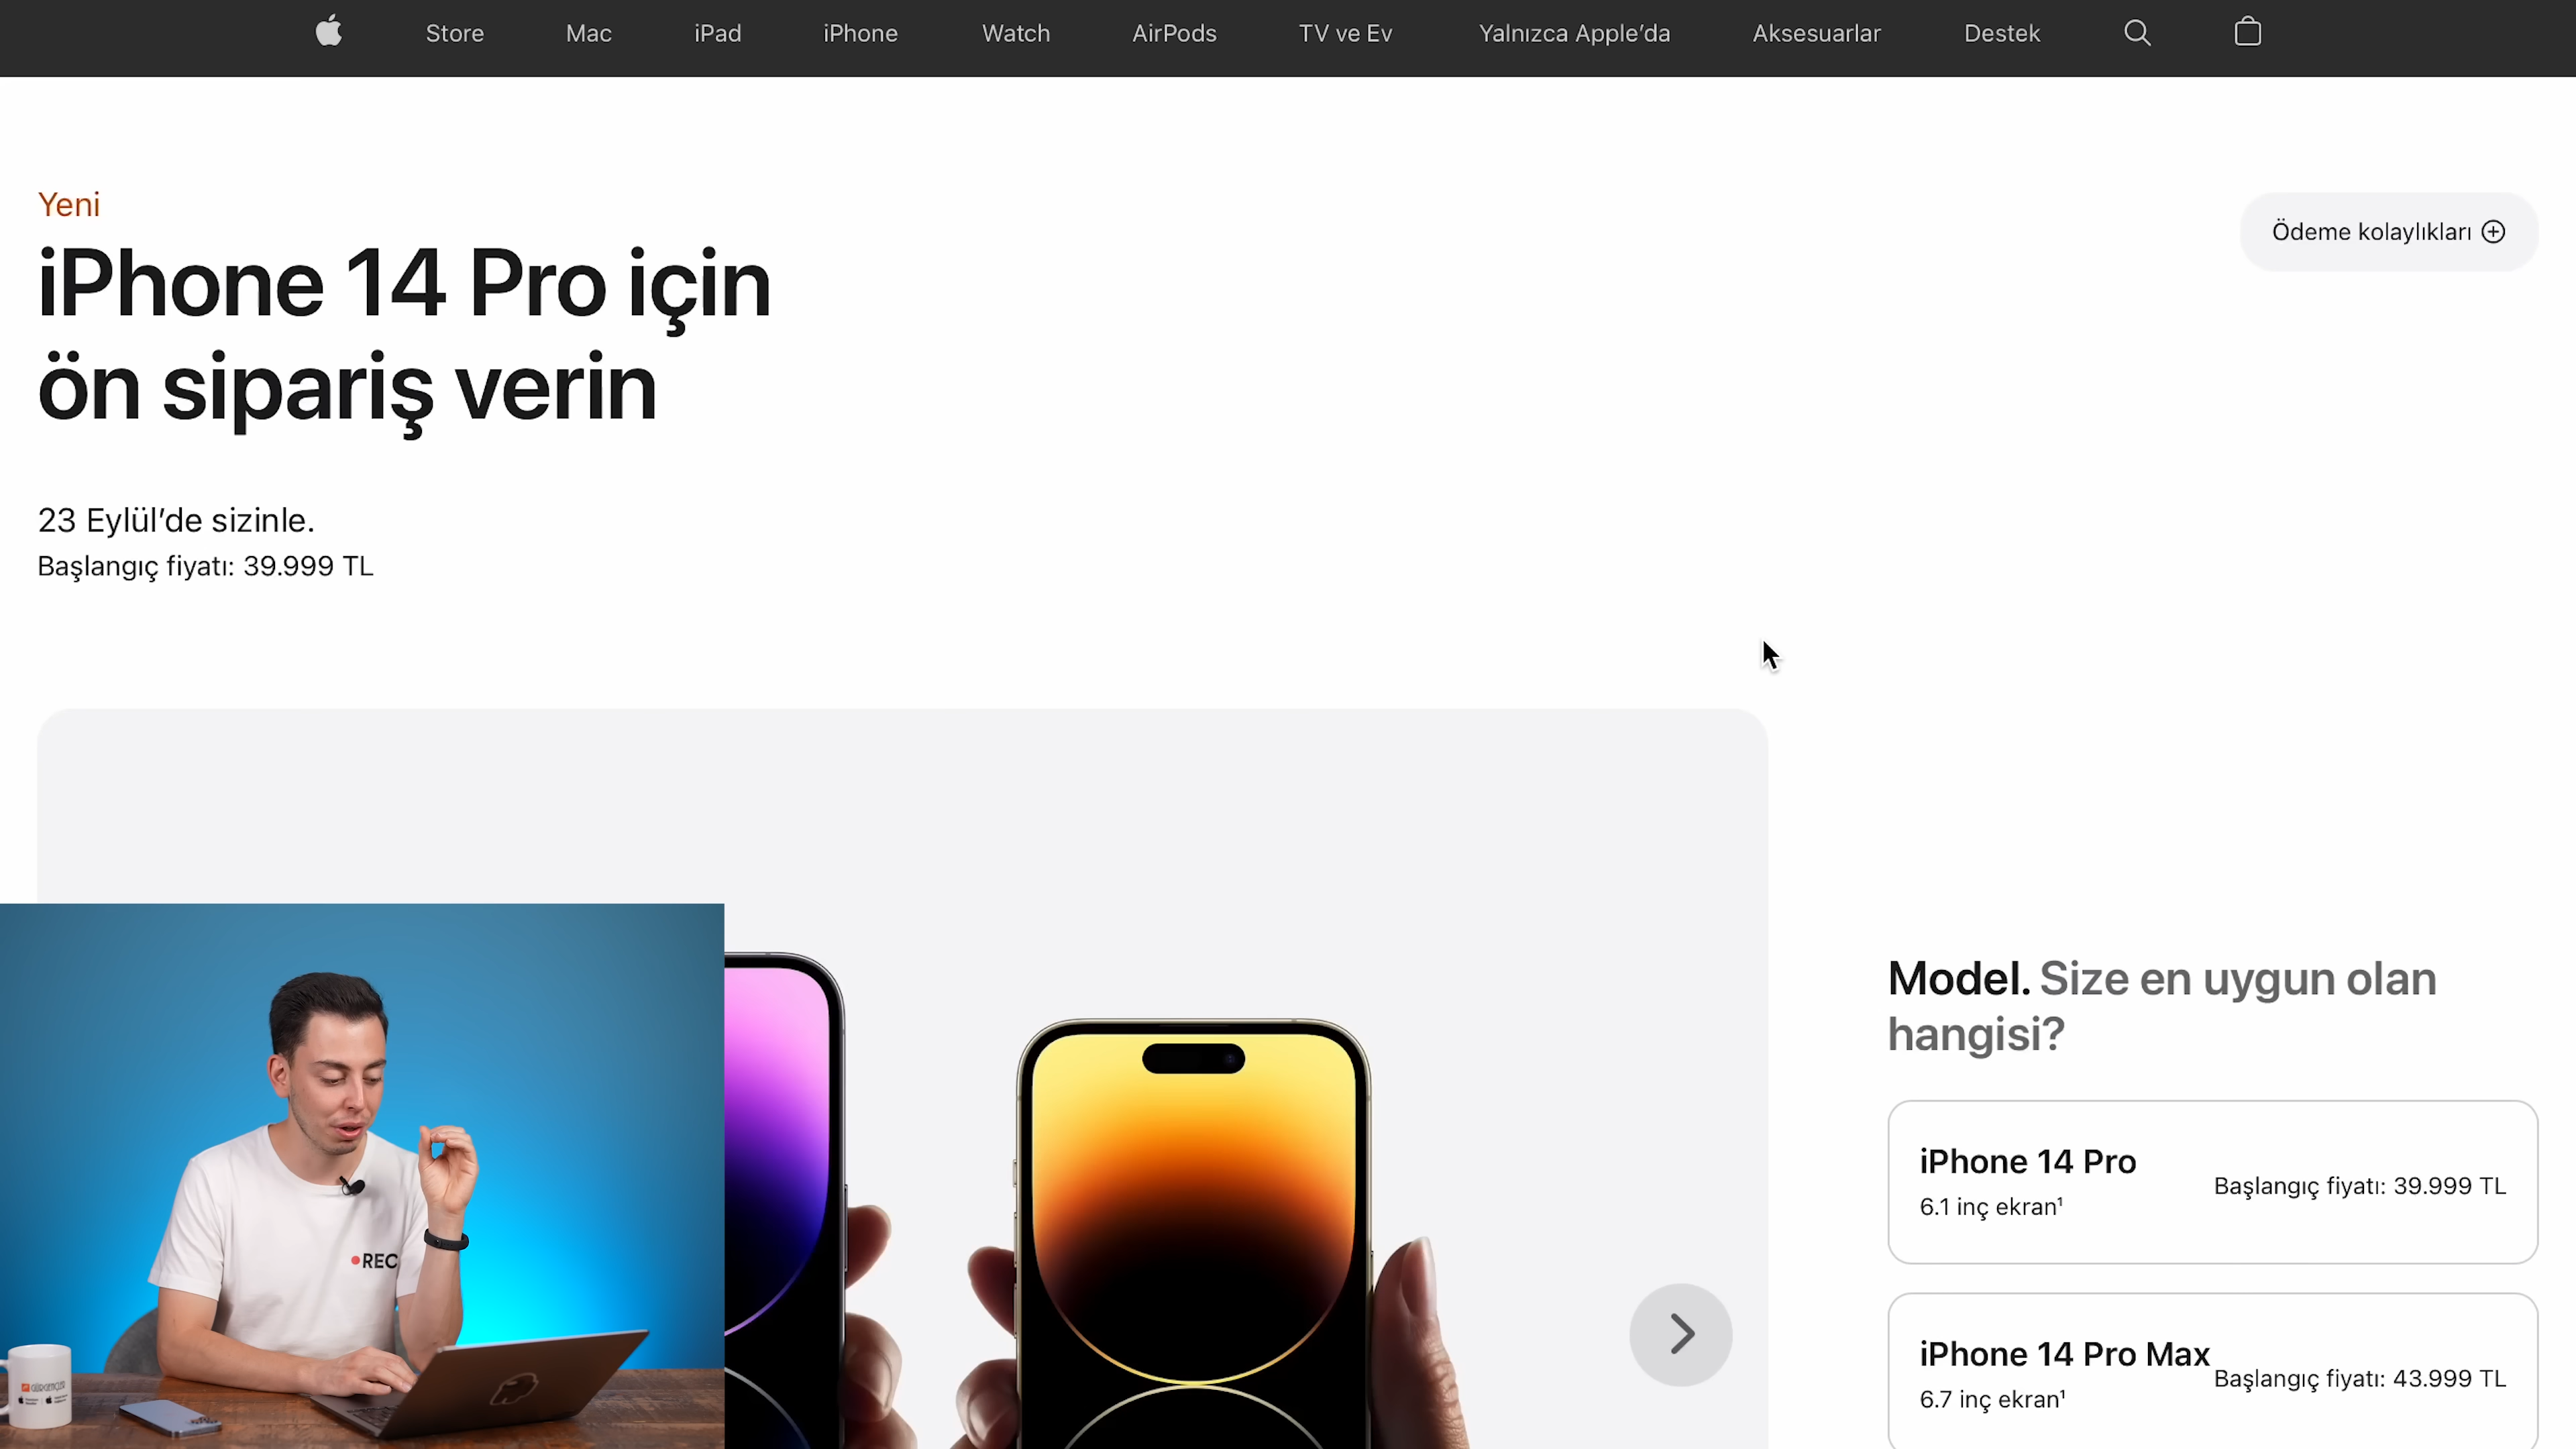 Store Mac iPad iPhone Watch AirPods TV ve Ev Yalnızca Apple’da Aksesuarlar Destek
Yeni
iPhone 14 Pro için
ön sipariş verin
Ödeme kolaylıkları
23 Eylül’de sizinle.
Başlangıç fiyatı: 39.999 TL
Model. Size en uygun olan
hangisi?
iPhone 14 Pro
6.1 inç ekran¹
Başlangıç fiyatı: 39.999 TL
iPhone 14 Pro Max
6.7 inç ekran¹
Başlangıç fiyatı: 43.999 TL
REC
GÜRGENÇLER